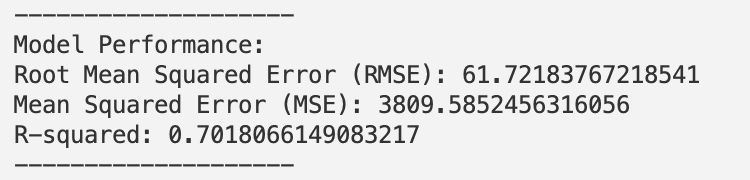 --------------------
Model Performance:
Root Mean Squared Error (RMSE): 61.72183767218541
Mean Squared Error (MSE): 3809.5852456316056
R-squared: 0.7018066149083217
--------------------